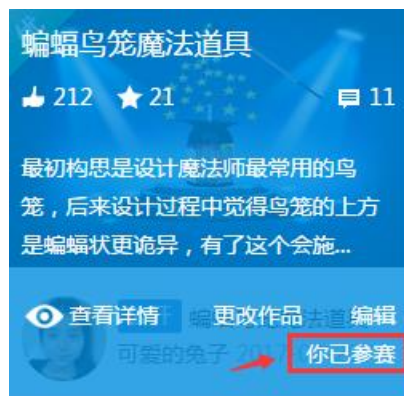 蝙蝠鸟笼魔法道具
212 21 11
最初构思是设计魔法师最常用的鸟
笼，后来设计过程中觉得鸟笼的上方
是蝙蝠状更诡异，有了这个会施...
查看详情 更改作品 编辑
可爱的兔子 2017 你已参赛